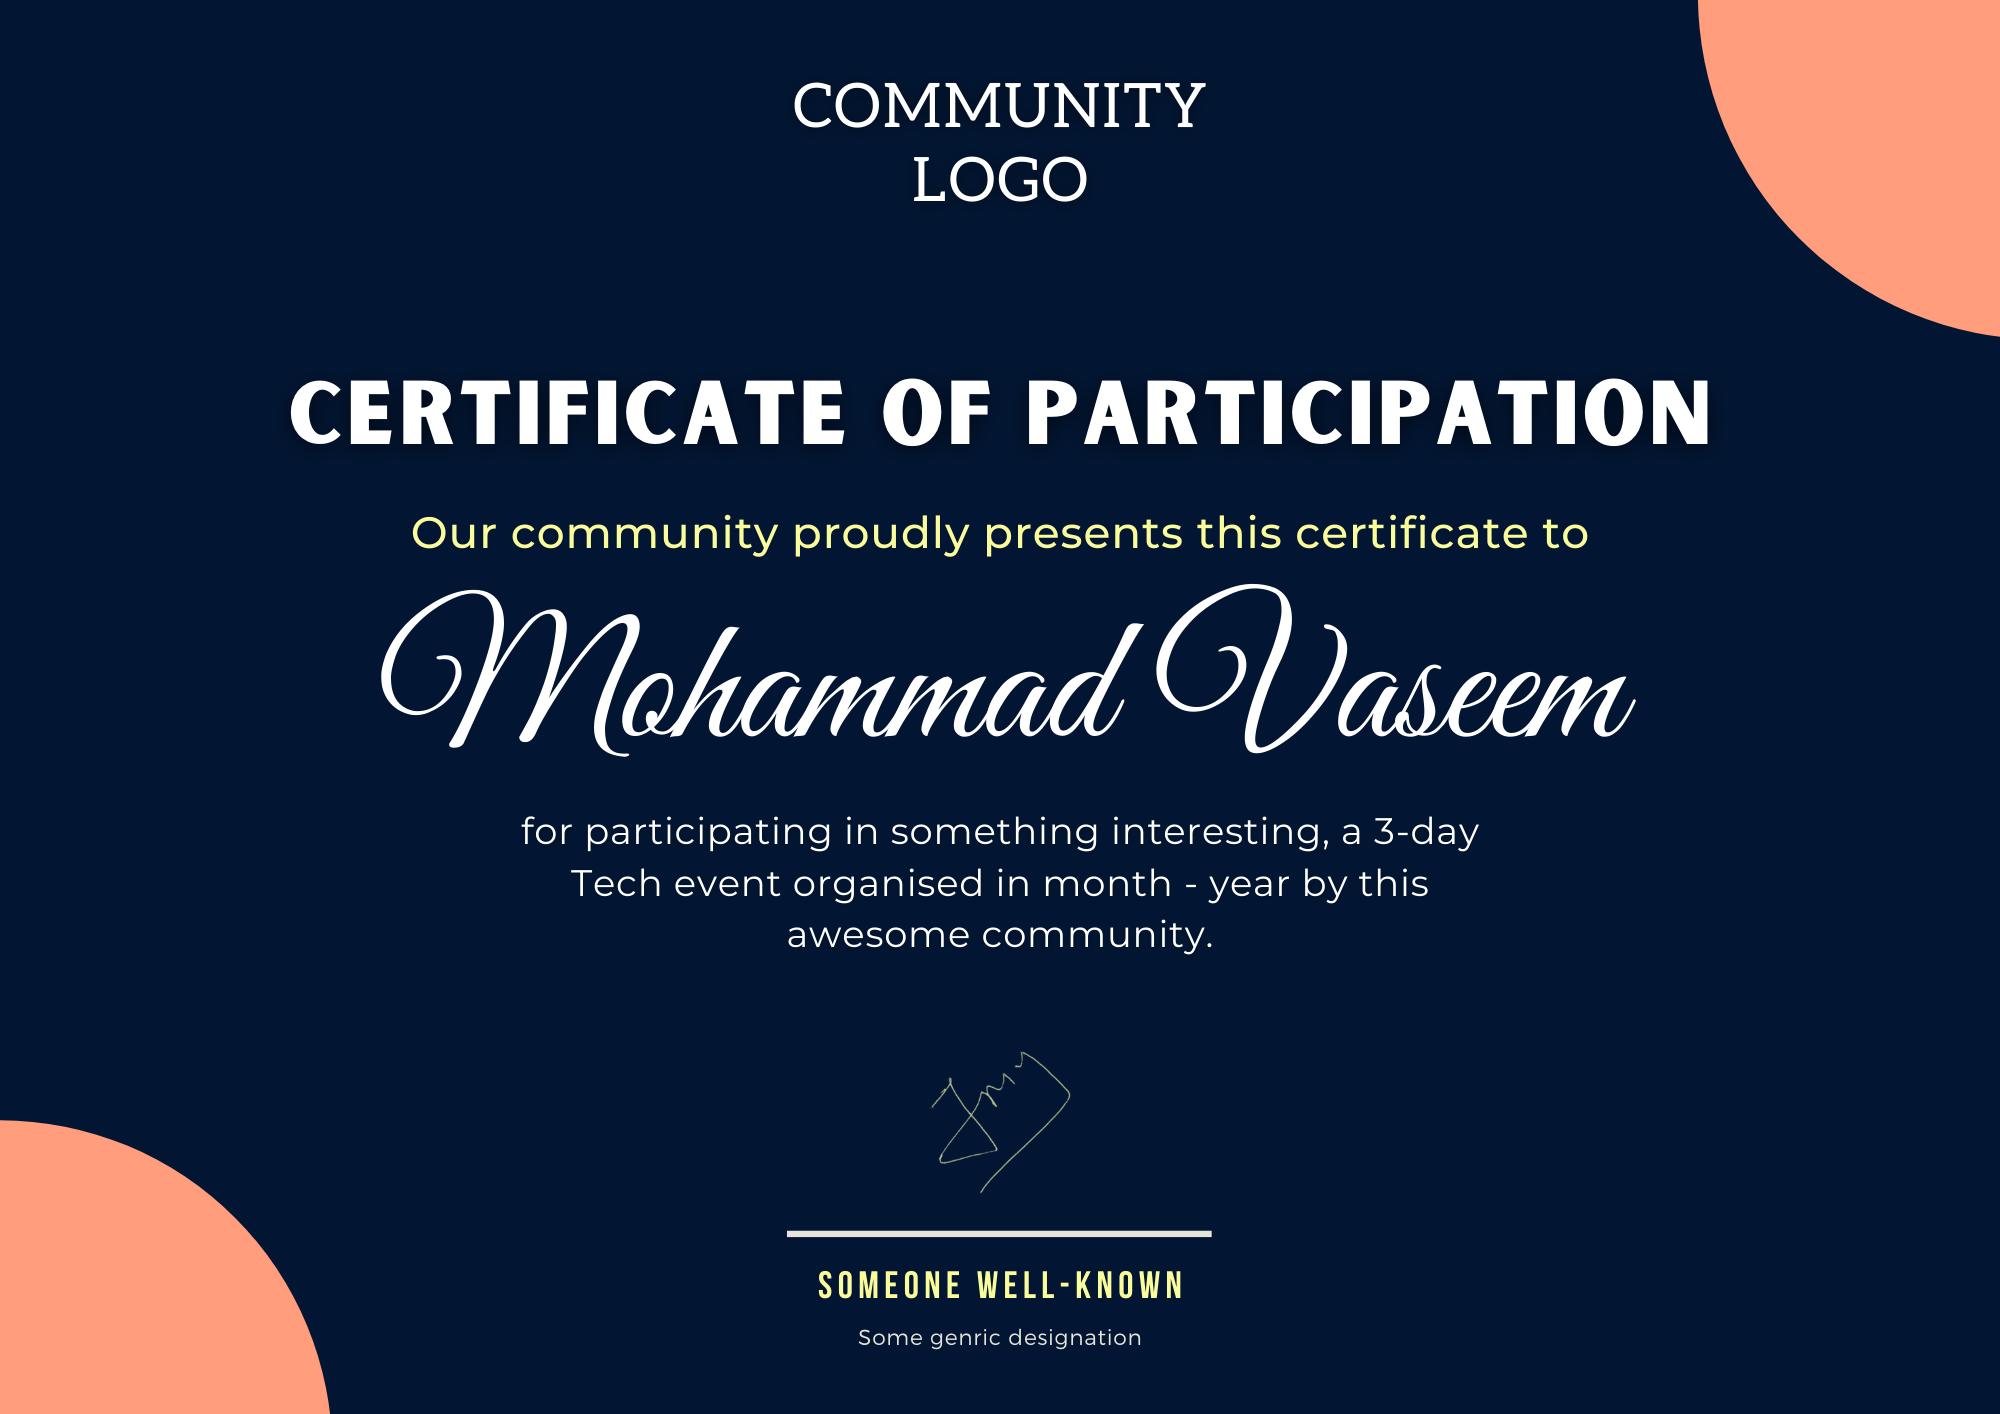 COMMUNITY
LOGO
CERTIFICATE OF PARTICIPATION
Our community proudly presents this certificate to
Mohammad Vaseem
for participating in something interesting, a 3-day
Tech event organised in month - year by this
awesome community.
SOMEONE WELL-KNOWN
Some genric designation